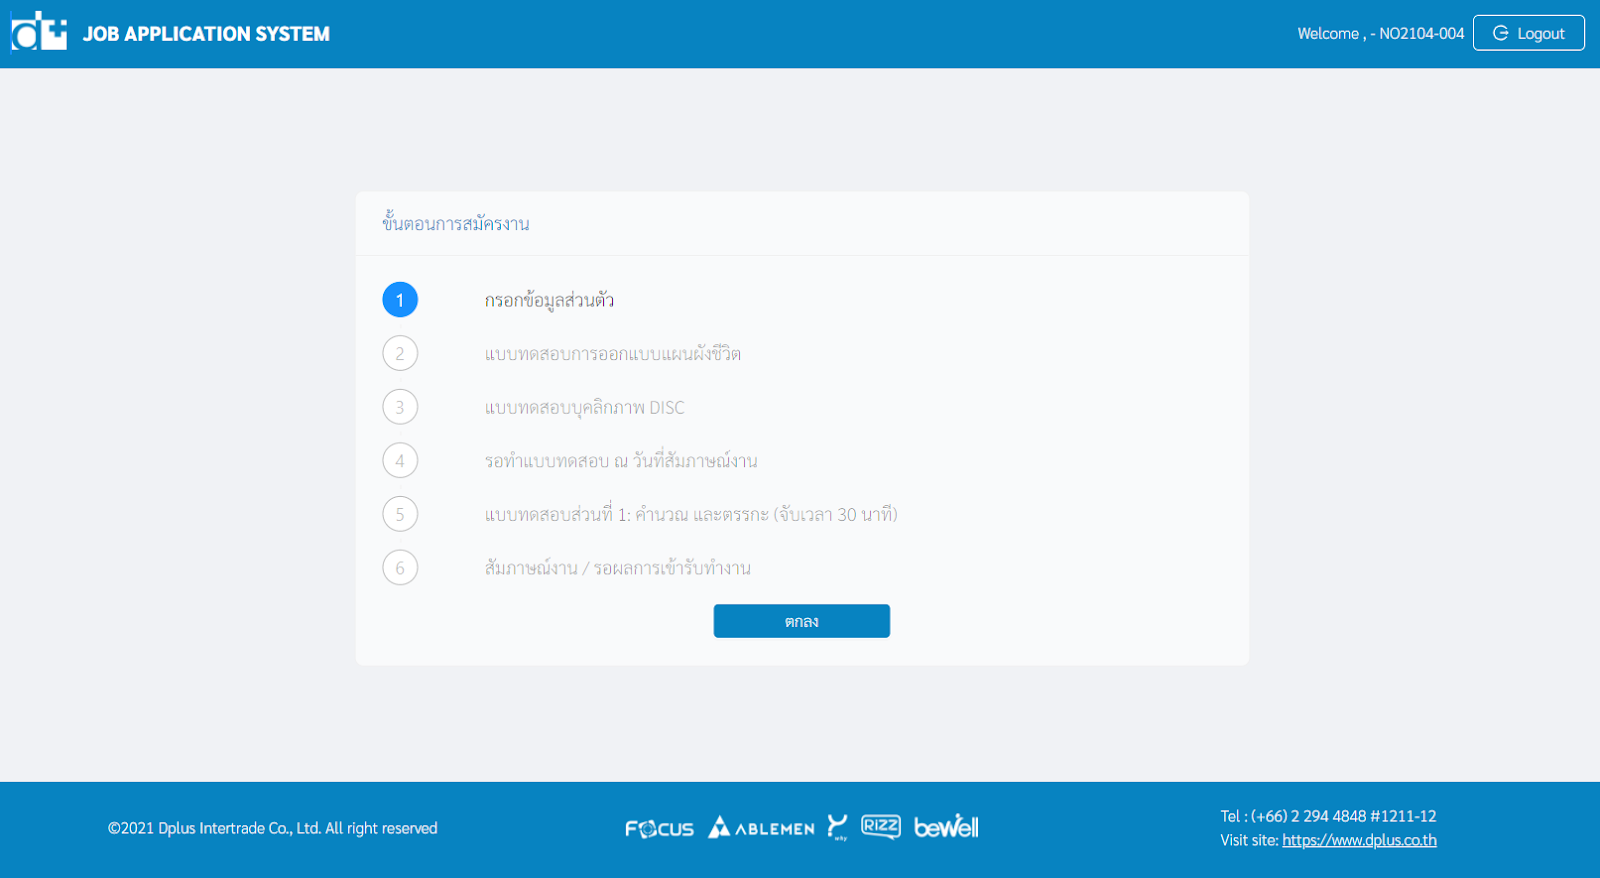 d+ JOB APPLICATION SYSTEM
Welcome , - NO2104-004
Logout
ขั้นตอนการสมัครงาน
1 กรอกข้อมูลส่วนตัว
2 แบบทดสอบการออกแบบแผนผังชีวิต
3 แบบทดสอบบุคลิกภาพ DISC
4 รอทำแบบทดสอบ ณ วันที่สัมภาษณ์งาน
5 แบบทดสอบส่วนที่ 1: คำนวณ และตรรกะ (จับเวลา 30 นาที)
6 สัมภาษณ์งาน / รอผลการเข้ารับทำงาน
ตกลง
©2021 Dplus Intertrade Co., Ltd. All right reserved
FOCUS ABLEMEN why RIZZ beWell
Tel : (+66) 2 294 4848 #1211-12
Visit site: https://www.dplus.co.th